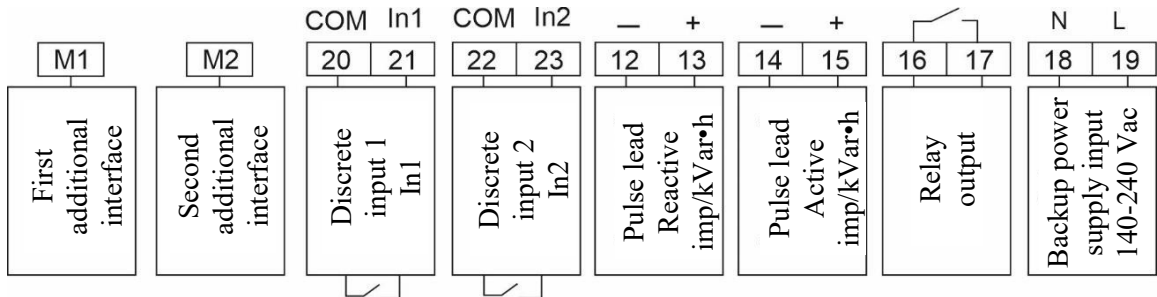 COM In1 COM In2 — + — + N L
M1 M2 20 21 22 23 12 13 14 15 16 17 18 19
First
additional
interface
Second
additional
interface
Discrete
input 1
In1
Discrete
input 2
In2
Pulse lead
Reactive
imp/kVar•h
Pulse lead
Active
imp/kVar•h
Relay
output
Backup power
supply input
140-240 Vac